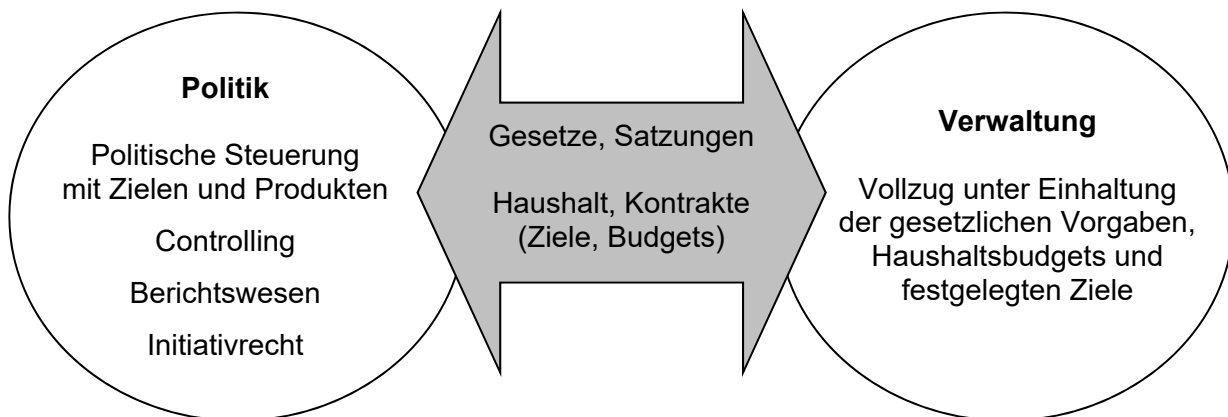 Politik
Politische Steuerung
mit Zielen und Produkten
Controlling
Berichtswesen
Initiativrecht
Gesetze, Satzungen
Haushalt, Kontrakte
(Ziele, Budgets)
Verwaltung
Vollzug unter Einhaltung
der gesetzlichen Vorgaben,
Haushaltsbudgets und
festgelegten Ziele